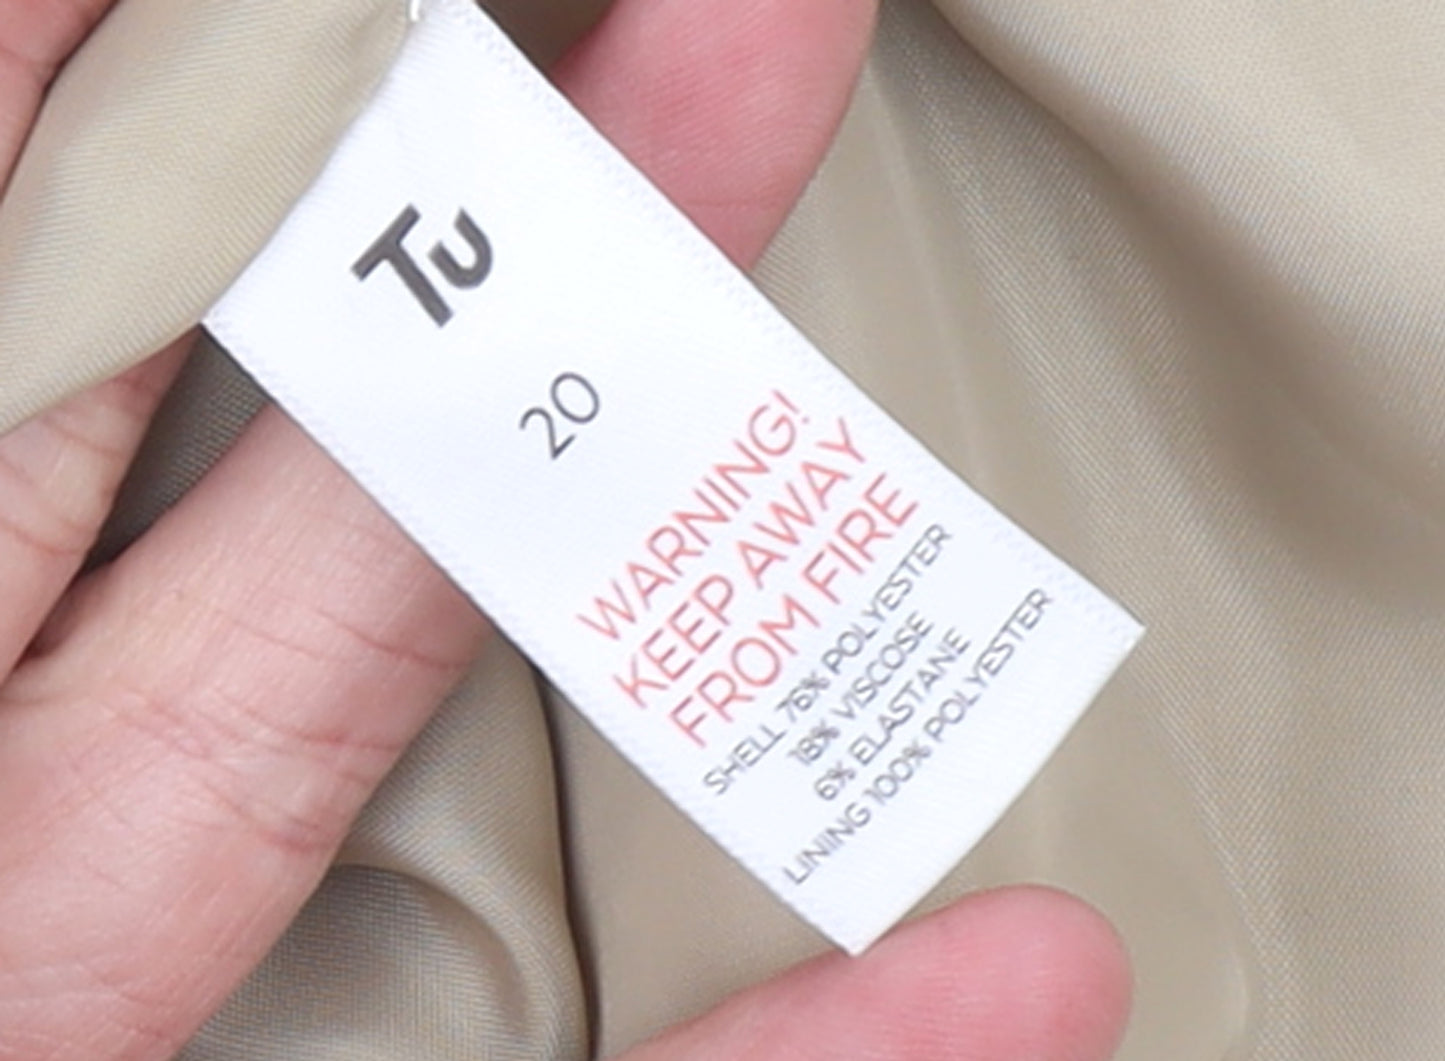 Tu
20
WARNING!
KEEP AWAY
FROM FIRE
SHELL 76% POLYESTER
18% VISCOSE
6% ELASTANE
LINING 100% POLYESTER